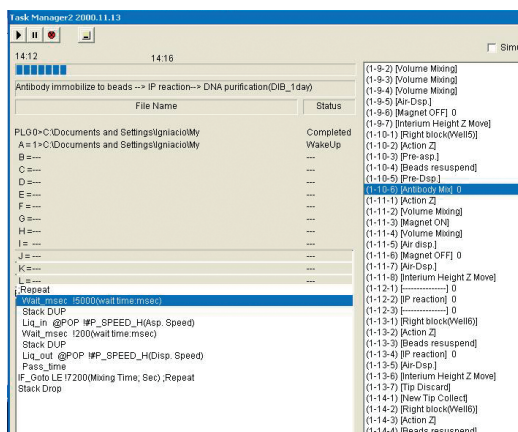 Task Manager2 2000.11.13
14:12
14:16
Antibody immobilize to beads --> IP reaction--> DNA purification(DIB_1day)
File Name Status
PLG0>C:\Documents and Settings\Igniacio\My Completed
A = 1>C:\Documents and Settings\Igniacio\My WakeUp
B =--- ---
C =--- ---
D =--- ---
E =--- ---
F =--- ---
G =--- ---
H =--- ---
I = --- ---
J = --- ---
K =--- ---
L = --- ---
;Repeat
Wait_msec !5000(wait time:msec)
Stack DUP
Liq_in @POP !#P_SPEED_H(Asp. Speed)
Wait_msec !200(wait time:msec)
Stack DUP
Liq_out @POP !#P_SPEED_H(Disp. Speed)
Pass_time
IF_Goto LE !7200(Mixing Time; Sec) ;Repeat
Stack Drop
Simu
(1-9-2) [Volume Mixing]
(1-9-3) [Volume Mixing]
(1-9-4) [Volume Mixing]
(1-9-5) [Air-Dsp.]
(1-9-6) [Magnet OFF] 0
(1-9-7) [Interium Height Z Move]
(1-10-1) [Right block(Well5)]
(1-10-2) [Action Z]
(1-10-3) [Pre-asp.]
(1-10-4) [Beads resuspend]
(1-10-5) [Pre-Dsp.]
(1-10-6) [Antibody Mix] 0
(1-11-1) [Action Z]
(1-11-2) [Volume Mixing]
(1-11-3) [Magnet ON]
(1-11-4) [Volume Mixing]
(1-11-5) [Air disp.]
(1-11-6) [Magnet OFF] 0
(1-11-7) [Air-Dsp.]
(1-11-8) [Interium Height Z Move]
(1-12-1) [---------------] 0
(1-12-2) [IP reaction] 0
(1-12-3) [---------------] 0
(1-13-1) [Right block(Well6)]
(1-13-2) [Action Z]
(1-13-3) [Beads resuspend]
(1-13-4) [IP reaction] 0
(1-13-5) [Air-Dsp.]
(1-13-6) [Interium Height Z Move]
(1-13-7) [Tip Discard]
(1-14-1) [New Tip Collect]
(1-14-2) [Right block(Well6)]
(1-14-3) [Action Z]
(1-14-4) [Beads resuspend]